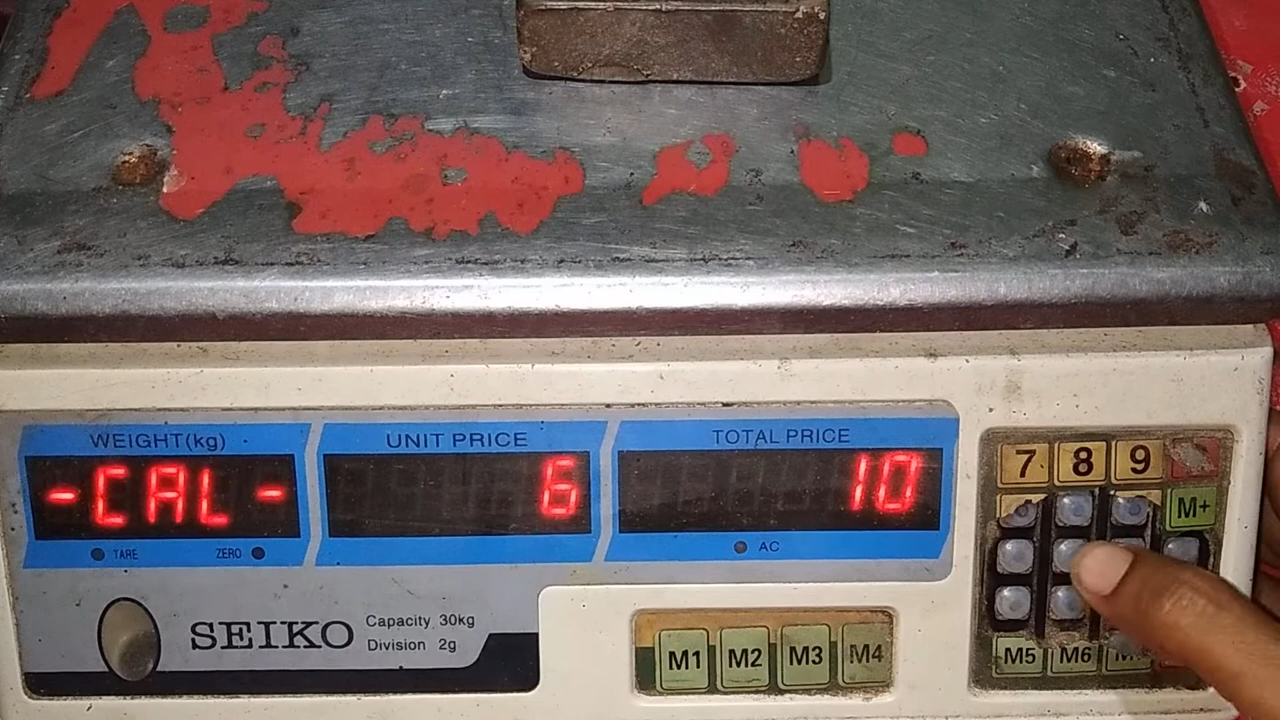 WEIGHT(kg) UNIT PRICE TOTAL PRICE
-CAL- 6 10
TARE ZERO AC
SEIKO
Capacity 30kg
Division 2g
M1 M2 M3 M4
7 8 9
M+
M5 M6